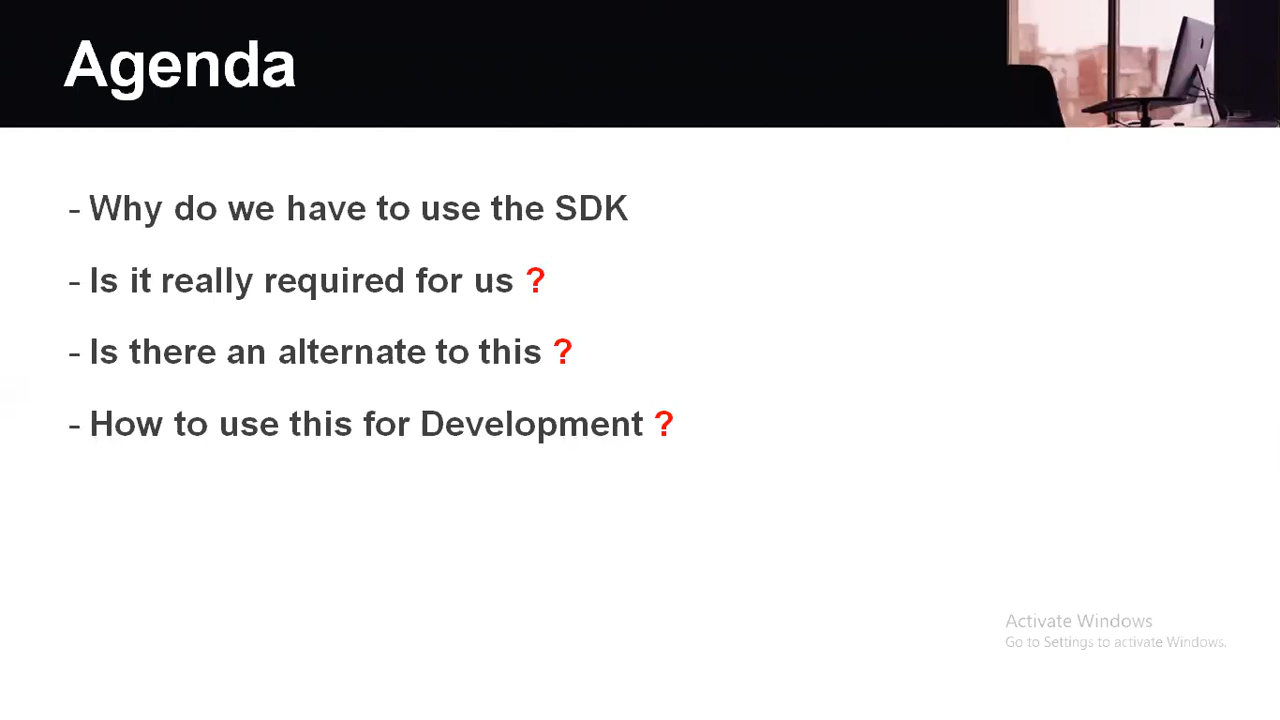 Agenda
- Why do we have to use the SDK
- Is it really required for us ?
- Is there an alternate to this ?
- How to use this for Development ?
Activate Windows
Go to Settings to activate Windows.